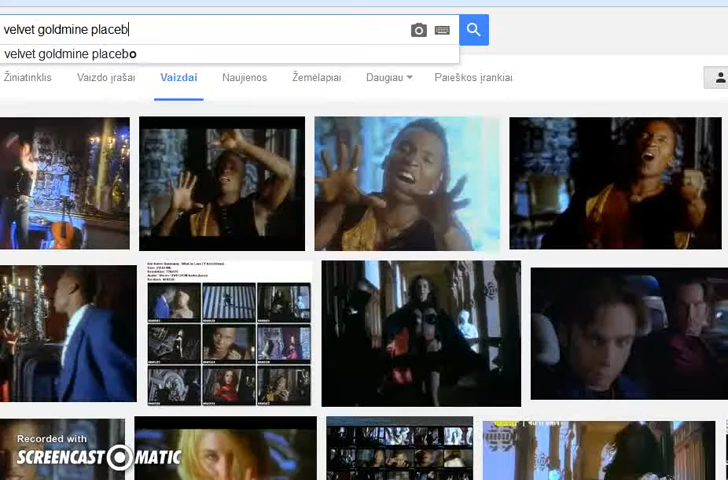 velvet goldmine placeb
velvet goldmine placebo
Žiniatinklis Vaizdo įrašai Vaizdai Naujienos Žemėlapiai Daugiau Paieškos įrankiai
Recorded with
SCREENCAST MATIC